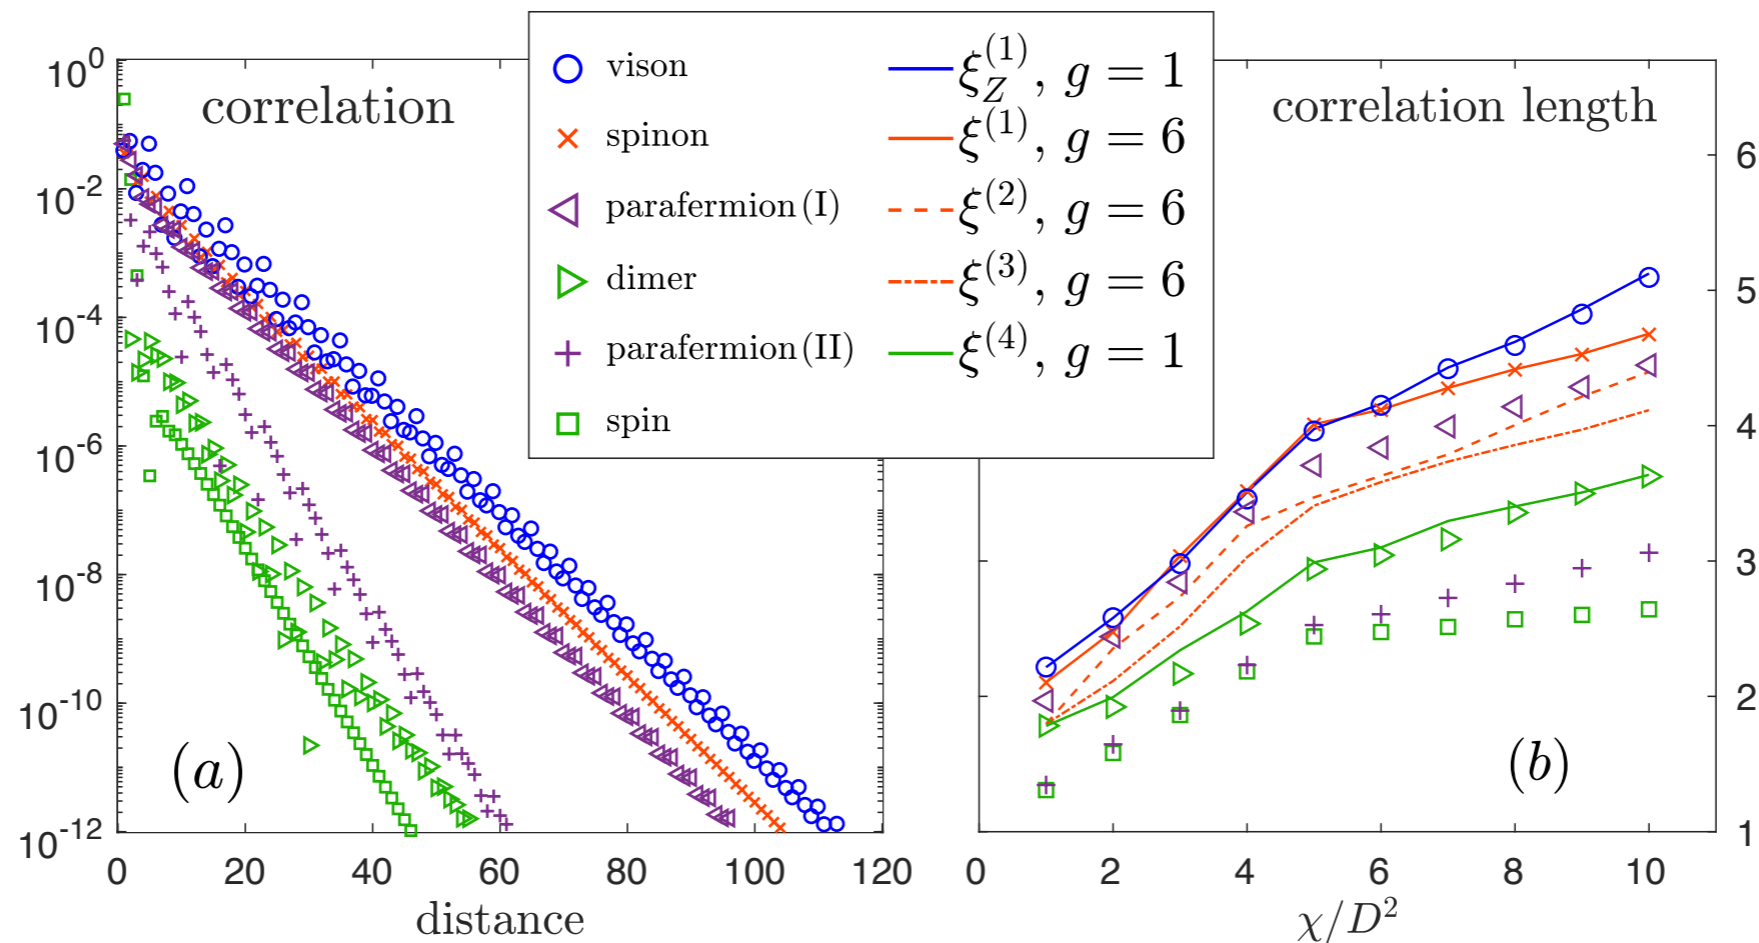 vison
spinon
parafermion (I)
dimer
parafermion (II)
spin
ξ_Z^{(1)}, g = 1
ξ^{(1)}, g = 6
ξ^{(2)}, g = 6
ξ^{(3)}, g = 6
ξ^{(4)}, g = 1
correlation
10^0
10^{-2}
10^{-4}
10^{-6}
10^{-8}
10^{-10}
10^{-12}
(a)
0 20 40 60 80 100 120
distance
correlation length
6
5
4
3
2
1
(b)
0 2 4 6 8 10
χ/D^2